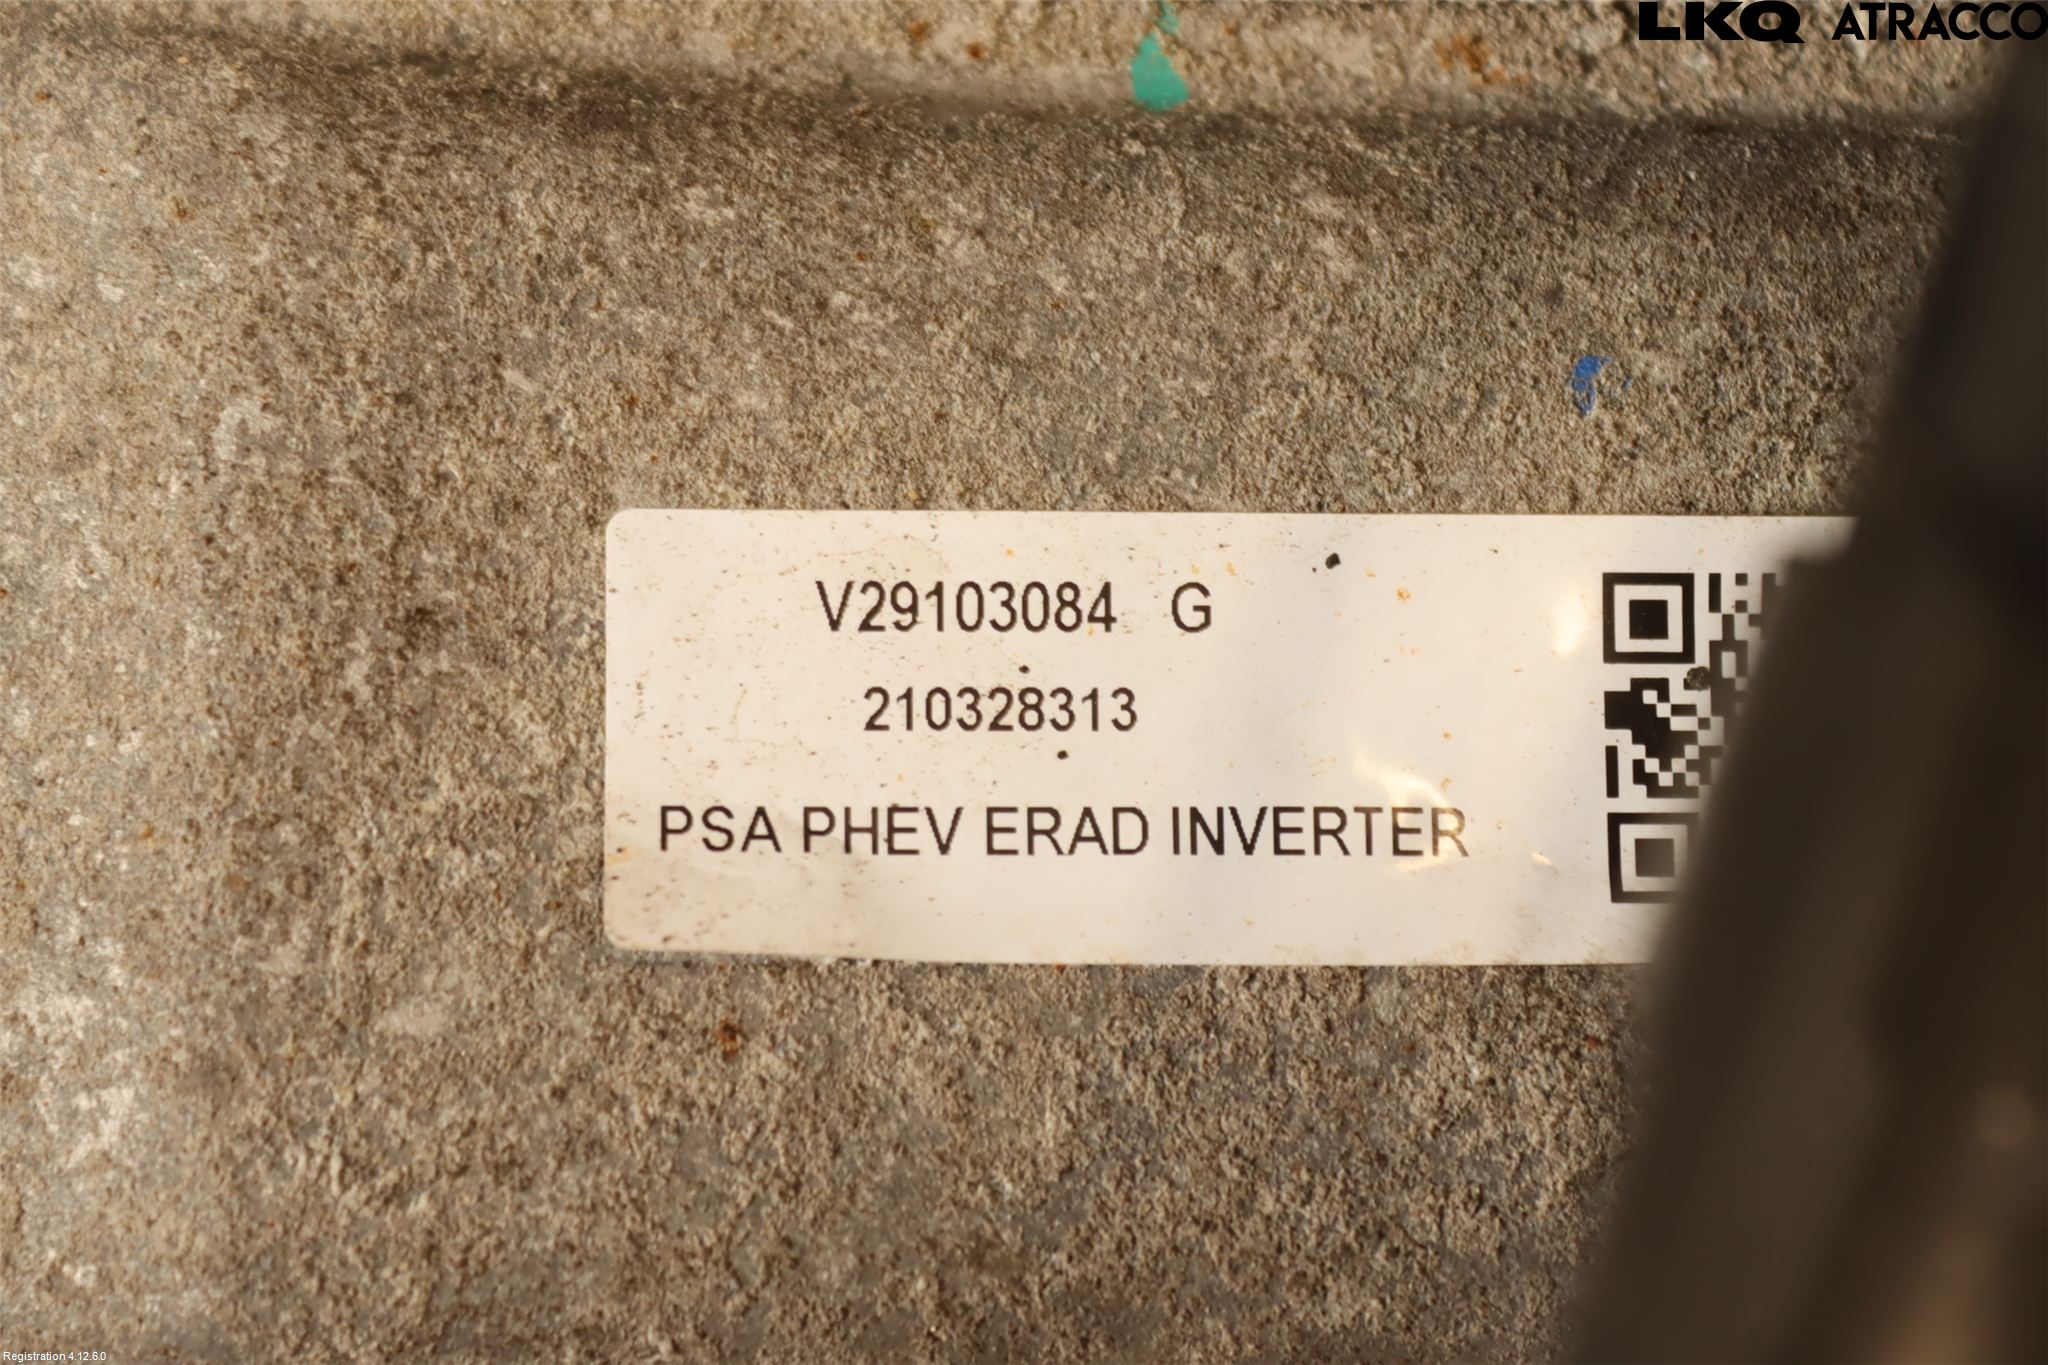 LKQ ATRACCO
V29103084 G
210328313
PSA PHEV ERAD INVERTER
Registration 4.12.6.0